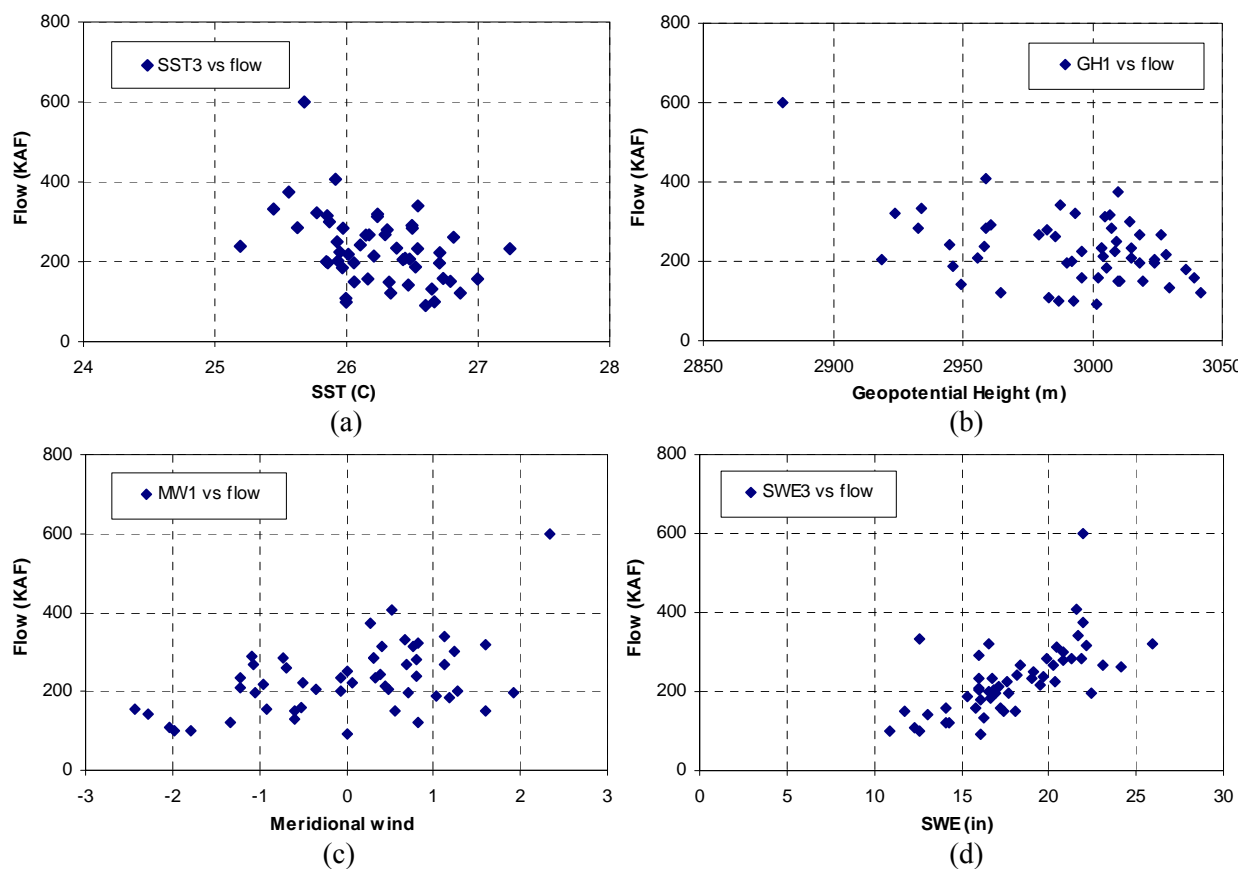 800
600
400
200
0
Flow (KAF)
SST3 vs flow
24 25 26 27 28
SST (C)
(a)
800
600
400
200
0
Flow (KAF)
GH1 vs flow
2850 2900 2950 3000 3050
Geopotential Height (m)
(b)
800
600
400
200
0
Flow (KAF)
MW1 vs flow
-3 -2 -1 0 1 2 3
Meridional wind
(c)
800
600
400
200
0
Flow (KAF)
SWE3 vs flow
0 5 10 15 20 25 30
SWE (in)
(d)